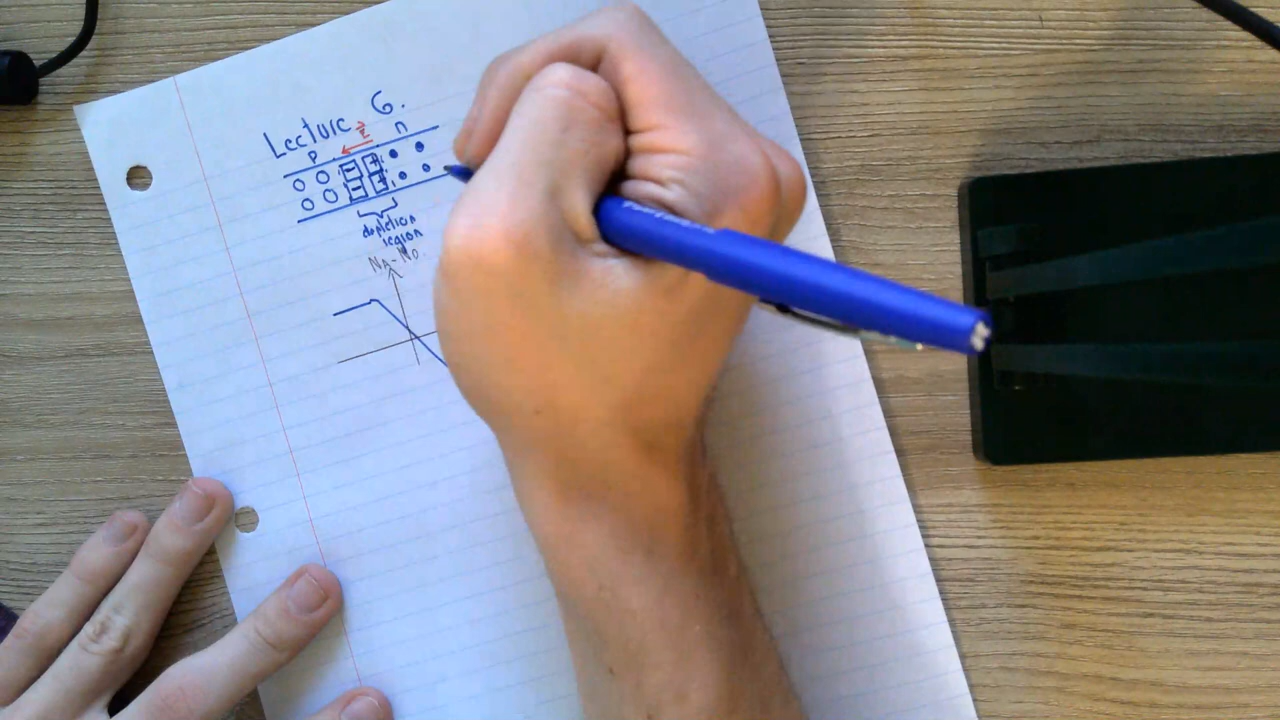 Lecture 6.
p E n
− +
− +
depletion
region
NA-ND.